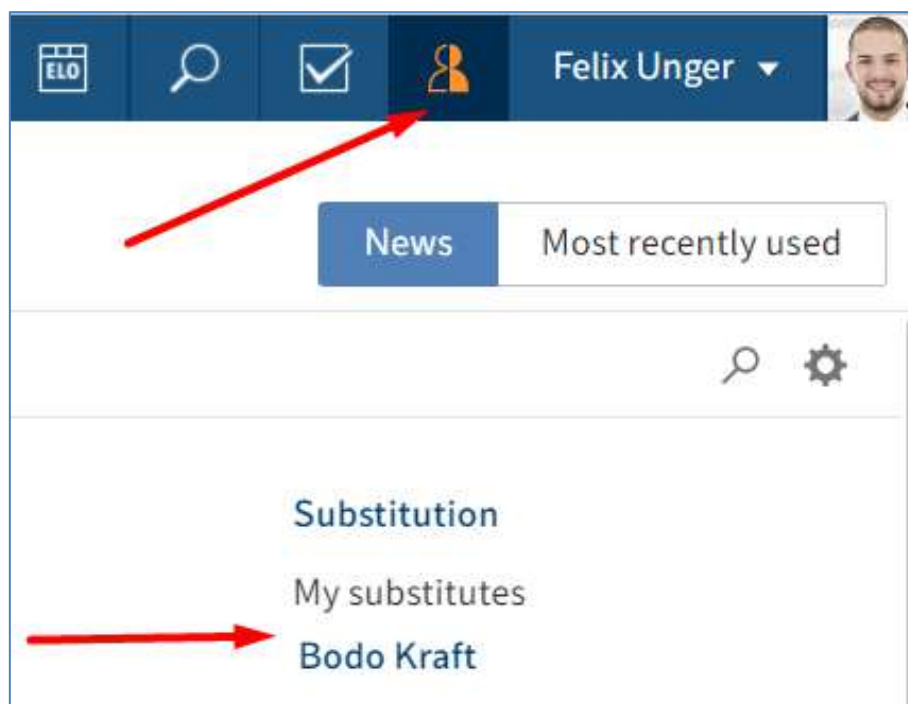 ELO
Felix Unger
News
Most recently used
Substitution
My substitutes
Bodo Kraft